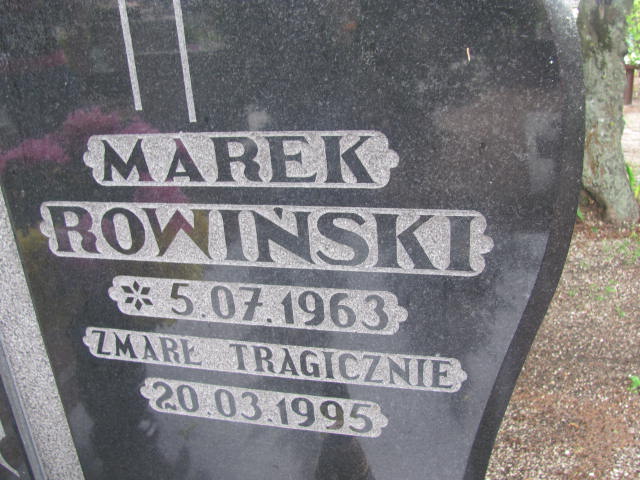 MAREK
ROWIŃSKI
* 5.07.1963
ZMARŁ TRAGICZNIE
20.03.1995